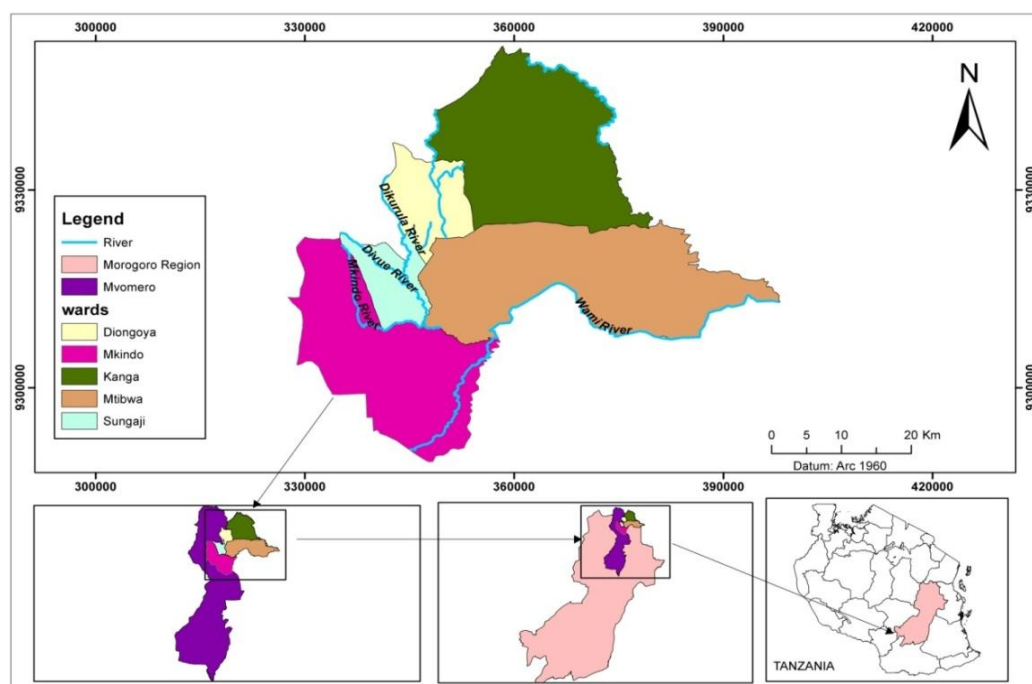 300000 330000 360000 390000 420000
N
9330000 9330000
Dikurula River
Divue River
Mkindo River
Wami River
Legend
River
Morogoro Region
Mvomero
wards
Diongoya
Mkindo
Kanga
Mtibwa
Sungaji
9300000 9300000
0 5 10 20 Km
Datum: Arc 1960
300000 330000 360000 390000 420000
TANZANIA